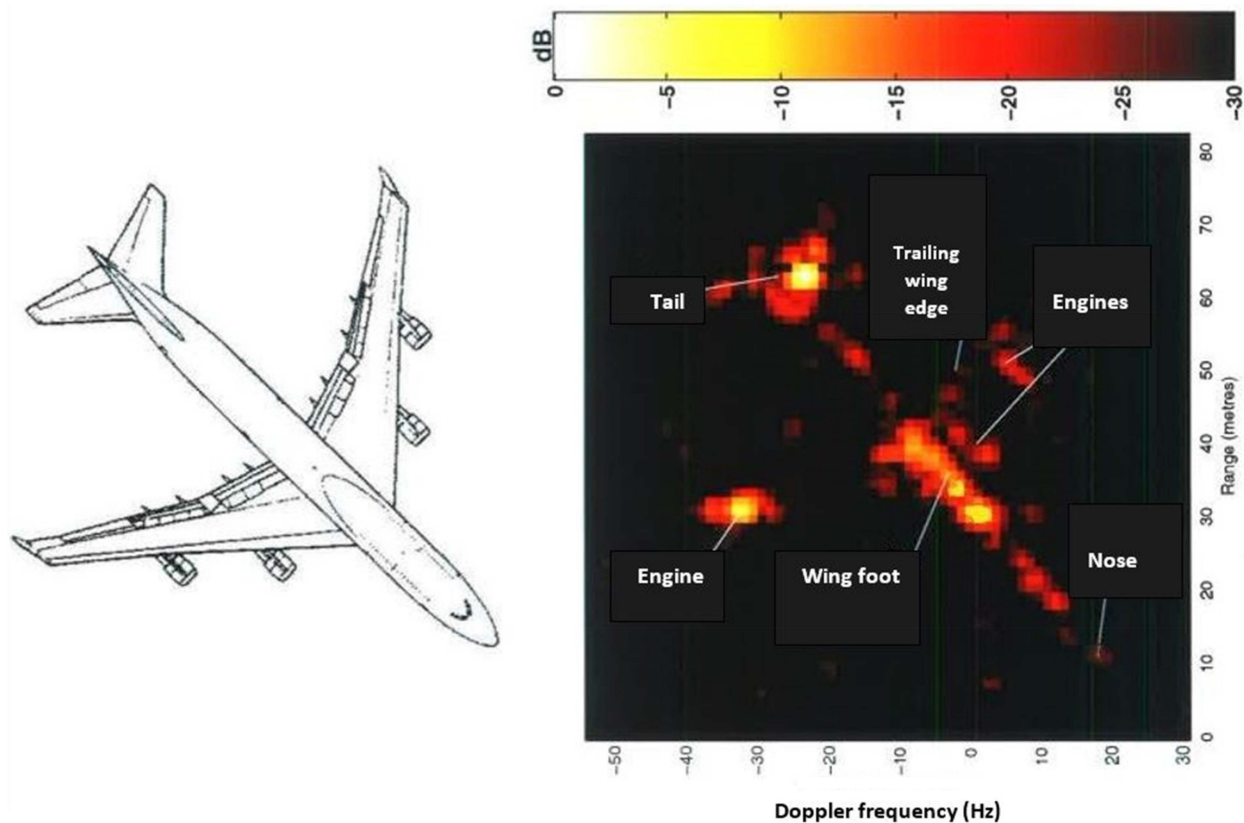 dB
0
-5
-10
-15
-20
-25
-30
Tail
Trailing
wing
edge
Engines
Engine
Wing foot
Nose
80
70
60
50
40
30
20
10
0
Range (metres)
-50
-40
-30
-20
-10
0
10
20
30
Doppler frequency (Hz)